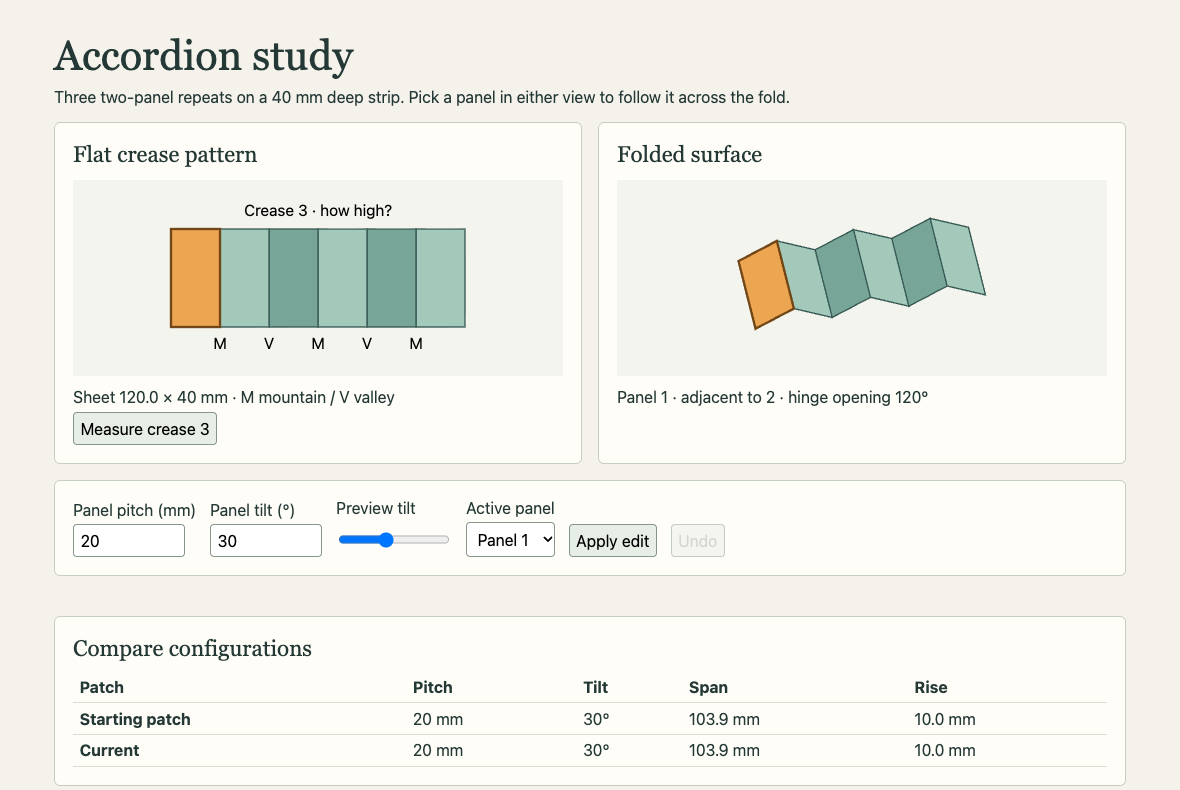 Accordion study
Three two-panel repeats on a 40 mm deep strip. Pick a panel in either view to follow it across the fold.
Flat crease pattern
Crease 3 · how high?
M V M V M
Sheet 120.0 × 40 mm · M mountain / V valley
Measure crease 3
Folded surface
Panel 1 · adjacent to 2 · hinge opening 120°
Panel pitch (mm) Panel tilt (°) Preview tilt Active panel
20 30 Panel 1 Apply edit Undo
Compare configurations
Patch Pitch Tilt Span Rise
Starting patch 20 mm 30° 103.9 mm 10.0 mm
Current 20 mm 30° 103.9 mm 10.0 mm